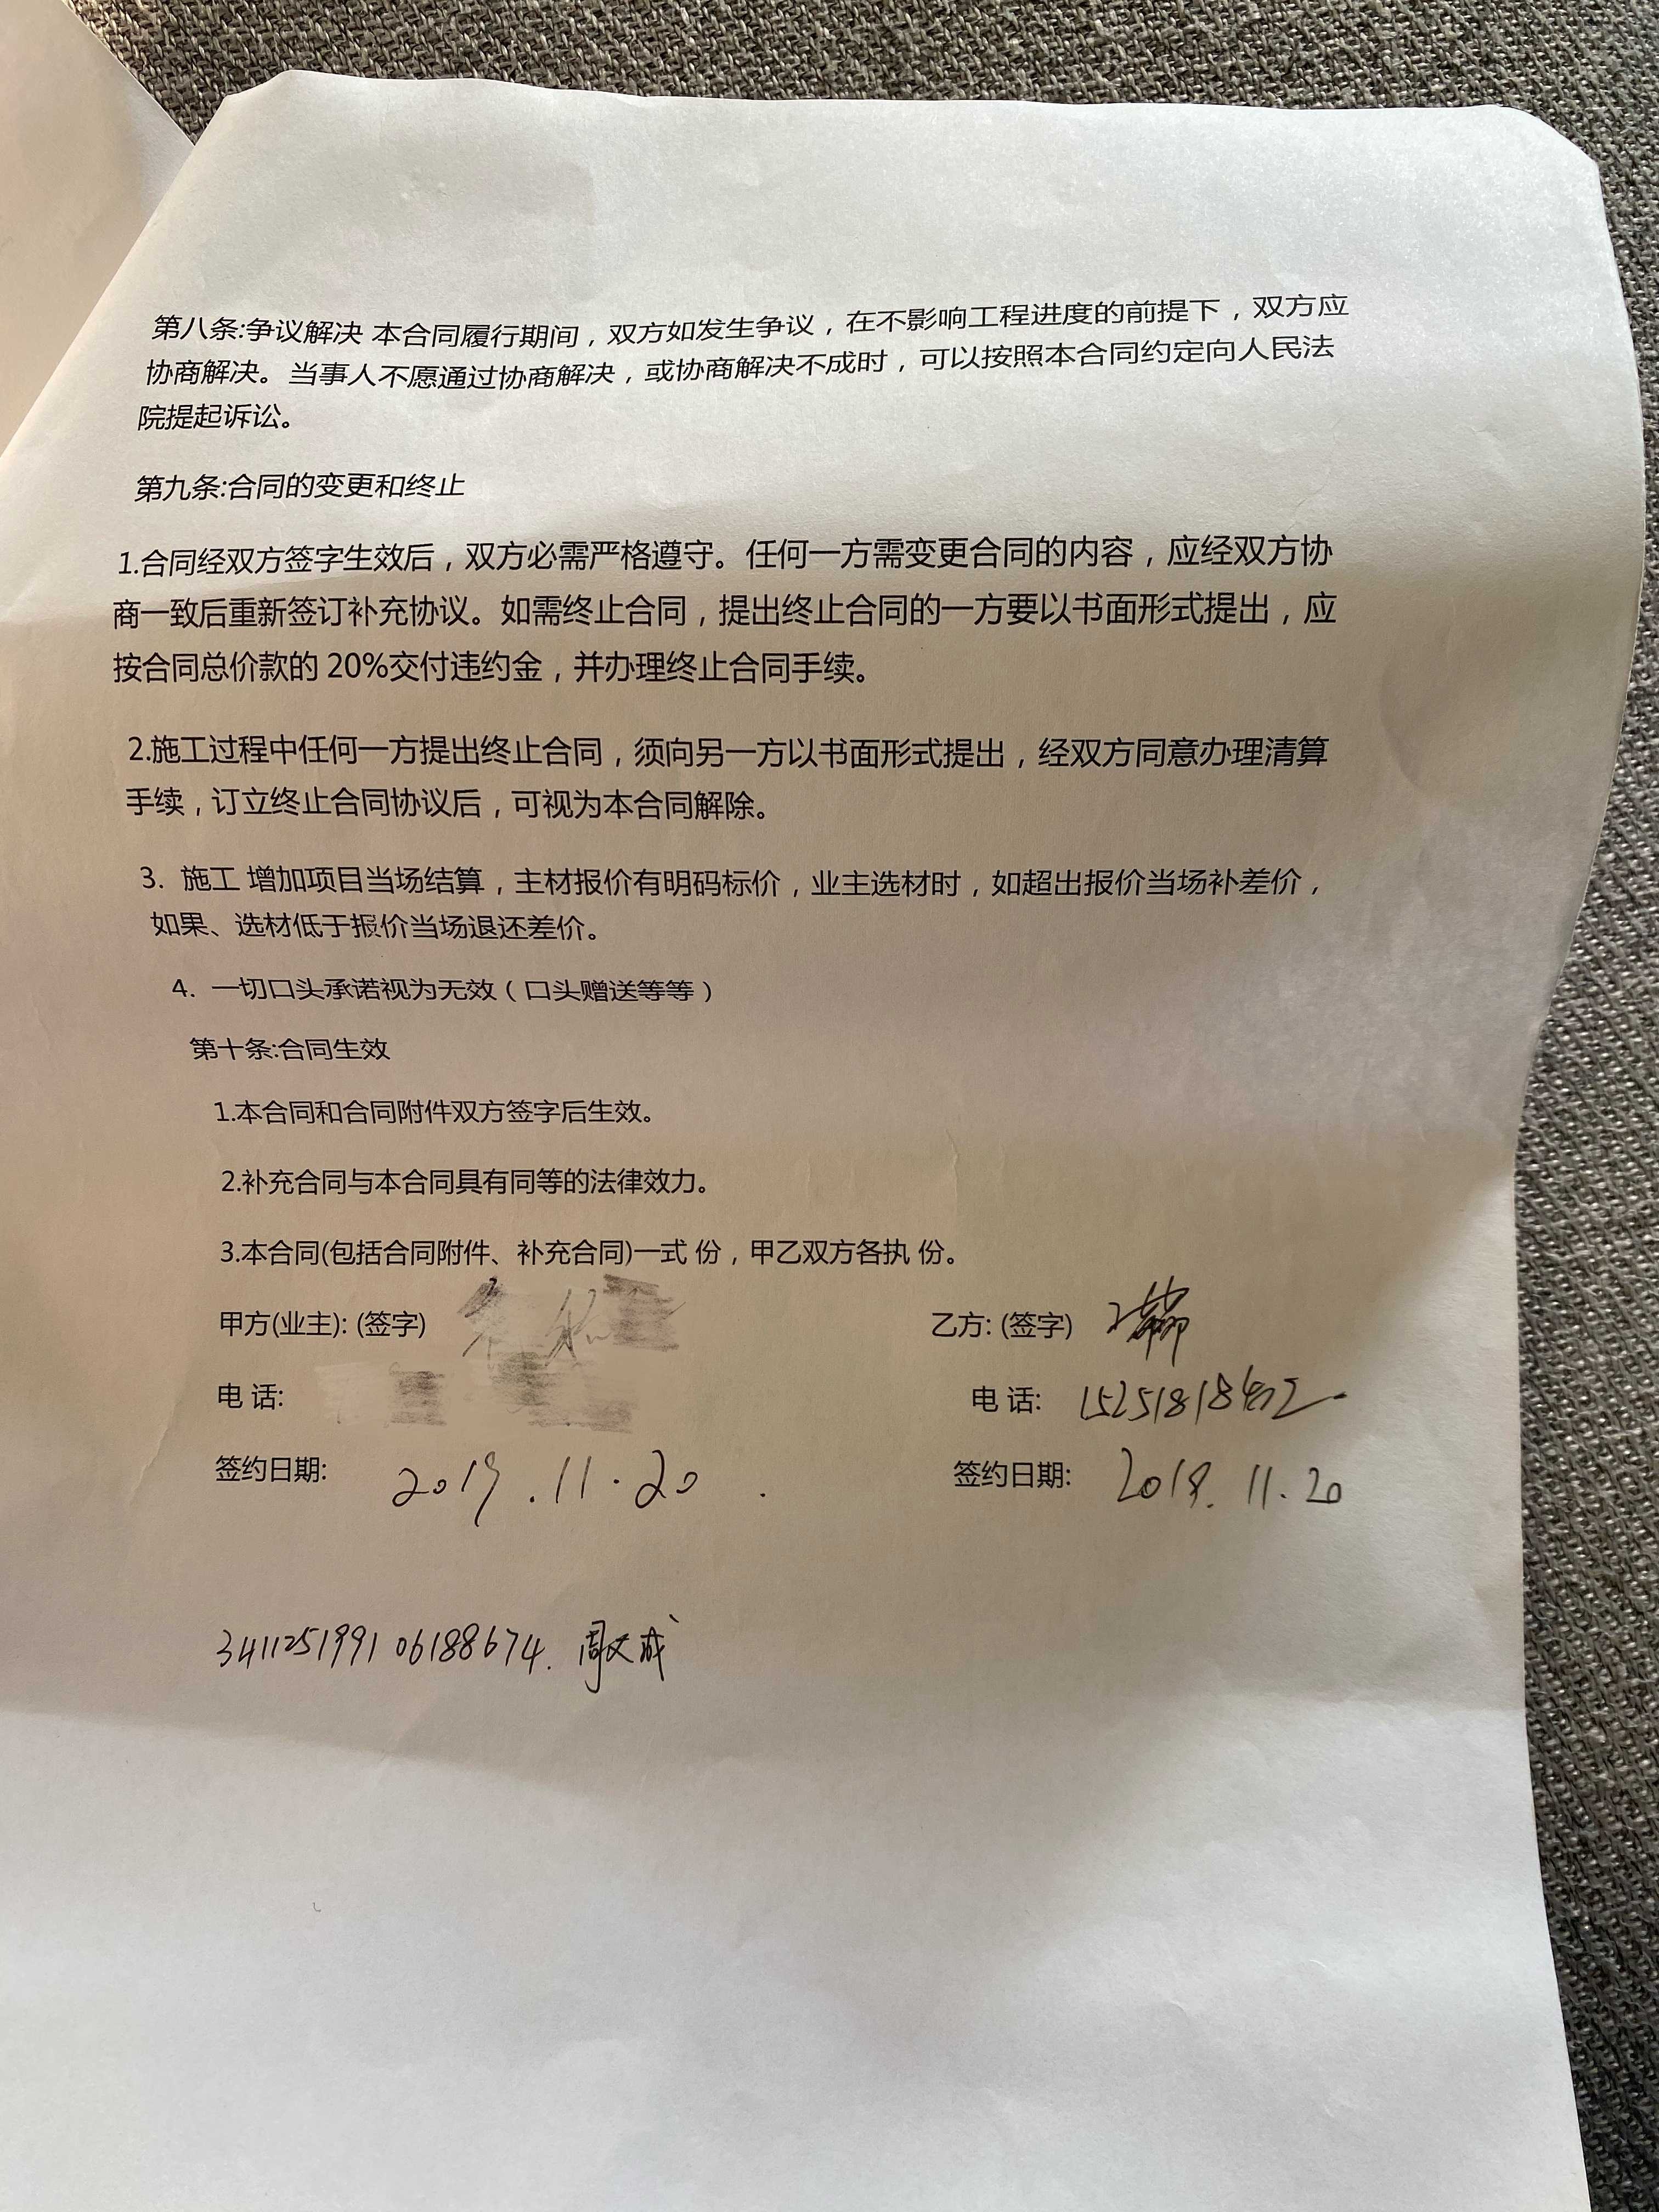 第八条:争议解决 本合同履行期间，双方如发生争议，在不影响工程进度的前提下，双方应
协商解决。当事人不愿通过协商解决，或协商解决不成时，可以按照本合同约定向人民法
院提起诉讼。
第九条:合同的变更和终止
1.合同经双方签字生效后，双方必需严格遵守。任何一方需变更合同的内容，应经双方协
商一致后重新签订补充协议。如需终止合同，提出终止合同的一方要以书面形式提出，应
按合同总价款的 20%交付违约金，并办理终止合同手续。
2.施工过程中任何一方提出终止合同，须向另一方以书面形式提出，经双方同意办理清算
手续，订立终止合同协议后，可视为本合同解除。
3. 施工 增加项目当场结算，主材报价有明码标价，业主选材时，如超出报价当场补差价，
如果、选材低于报价当场退还差价。
4. 一切口头承诺视为无效（口头赠送等等）
第十条:合同生效
1.本合同和合同附件双方签字后生效。
2.补充合同与本合同具有同等的法律效力。
3.本合同(包括合同附件、补充合同)一式 份，甲乙双方各执 份。
甲方(业主): (签字) 乙方: (签字)
电 话: 电 话:
签约日期: 2019.11.20 签约日期: 2019.11.20
341125199106188674. 周文成